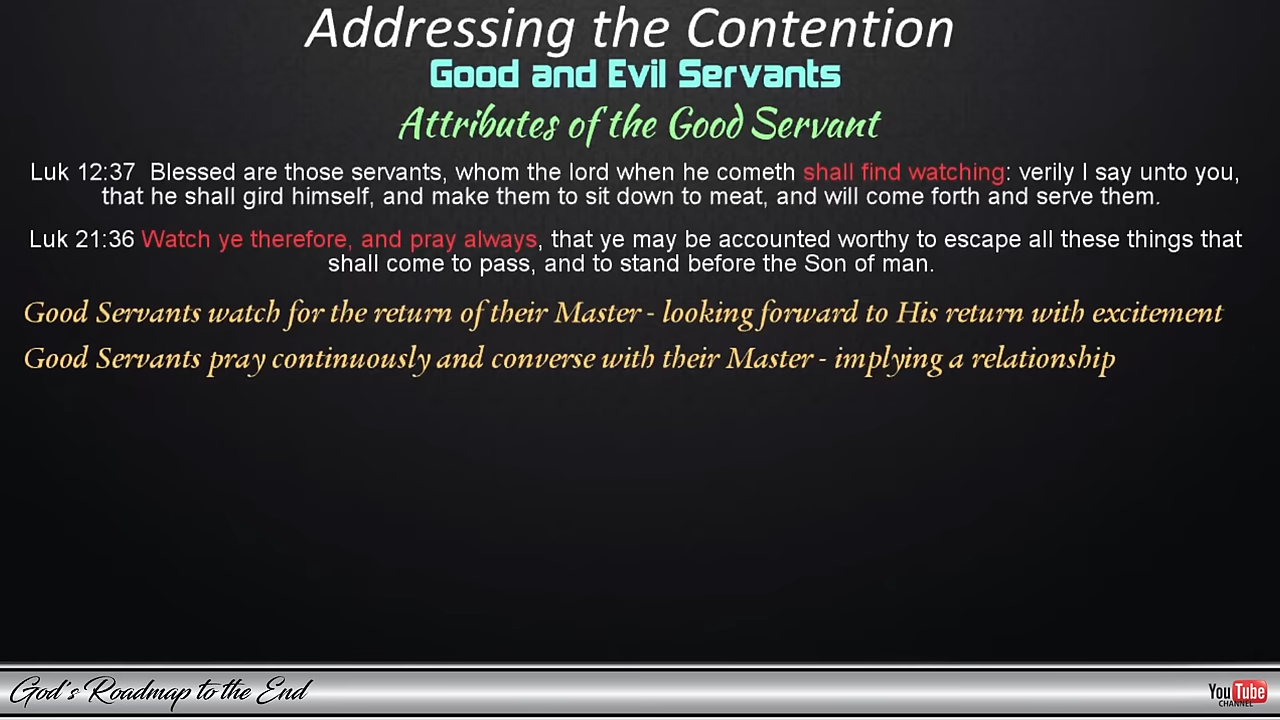 Addressing the Contention
Good and Evil Servants
Attributes of the Good Servant
Luk 12:37  Blessed are those servants, whom the lord when he cometh shall find watching: verily I say unto you,
that he shall gird himself, and make them to sit down to meat, and will come forth and serve them.
Luk 21:36 Watch ye therefore, and pray always, that ye may be accounted worthy to escape all these things that
shall come to pass, and to stand before the Son of man.
Good Servants watch for the return of their Master - looking forward to His return with excitement
Good Servants pray continuously and converse with their Master - implying a relationship
God's Roadmap to the End
YouTube
CHANNEL